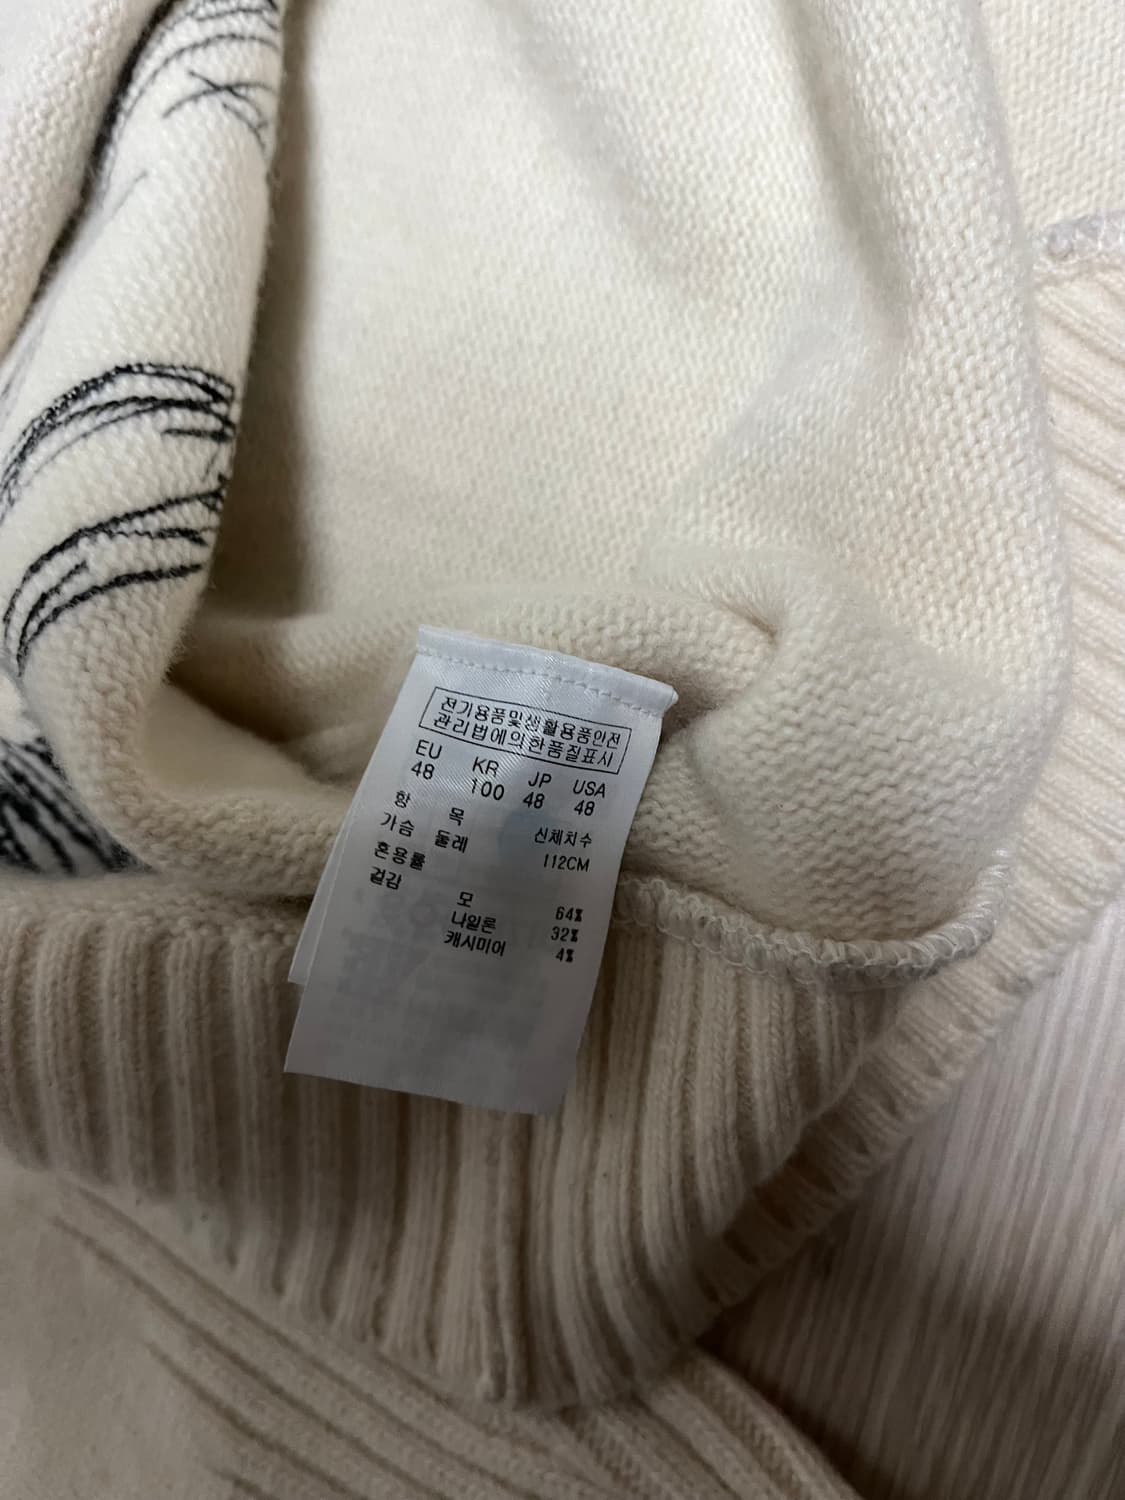 전기용품및생활용품안전
관리법에의한품질표시
EU KR JP USA
48 100 48 48
항 목 신체치수
가슴 둘레 112CM
혼용률
겉감
모 64%
나일론 32%
캐시미어 4%